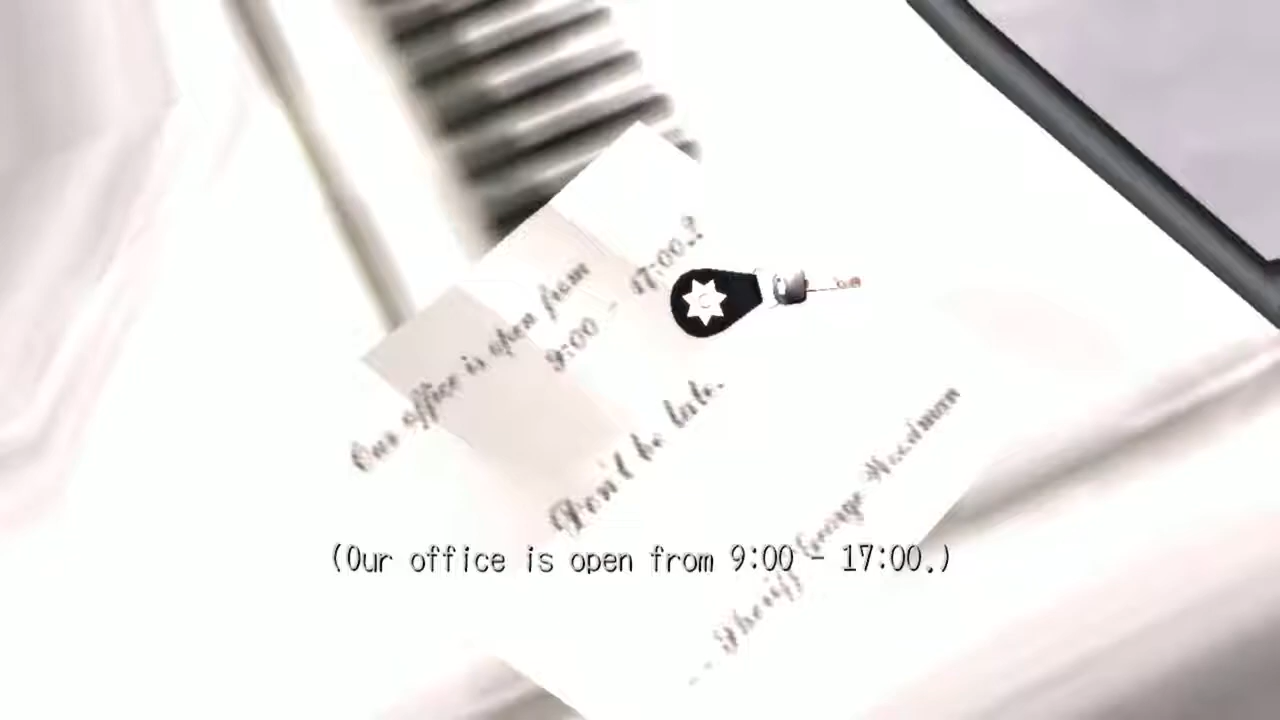 Our office is open from
9:00 - 17:00.
Don't be late.
-- Sheriff George Woodman
(Our office is open from 9:00 - 17:00.)